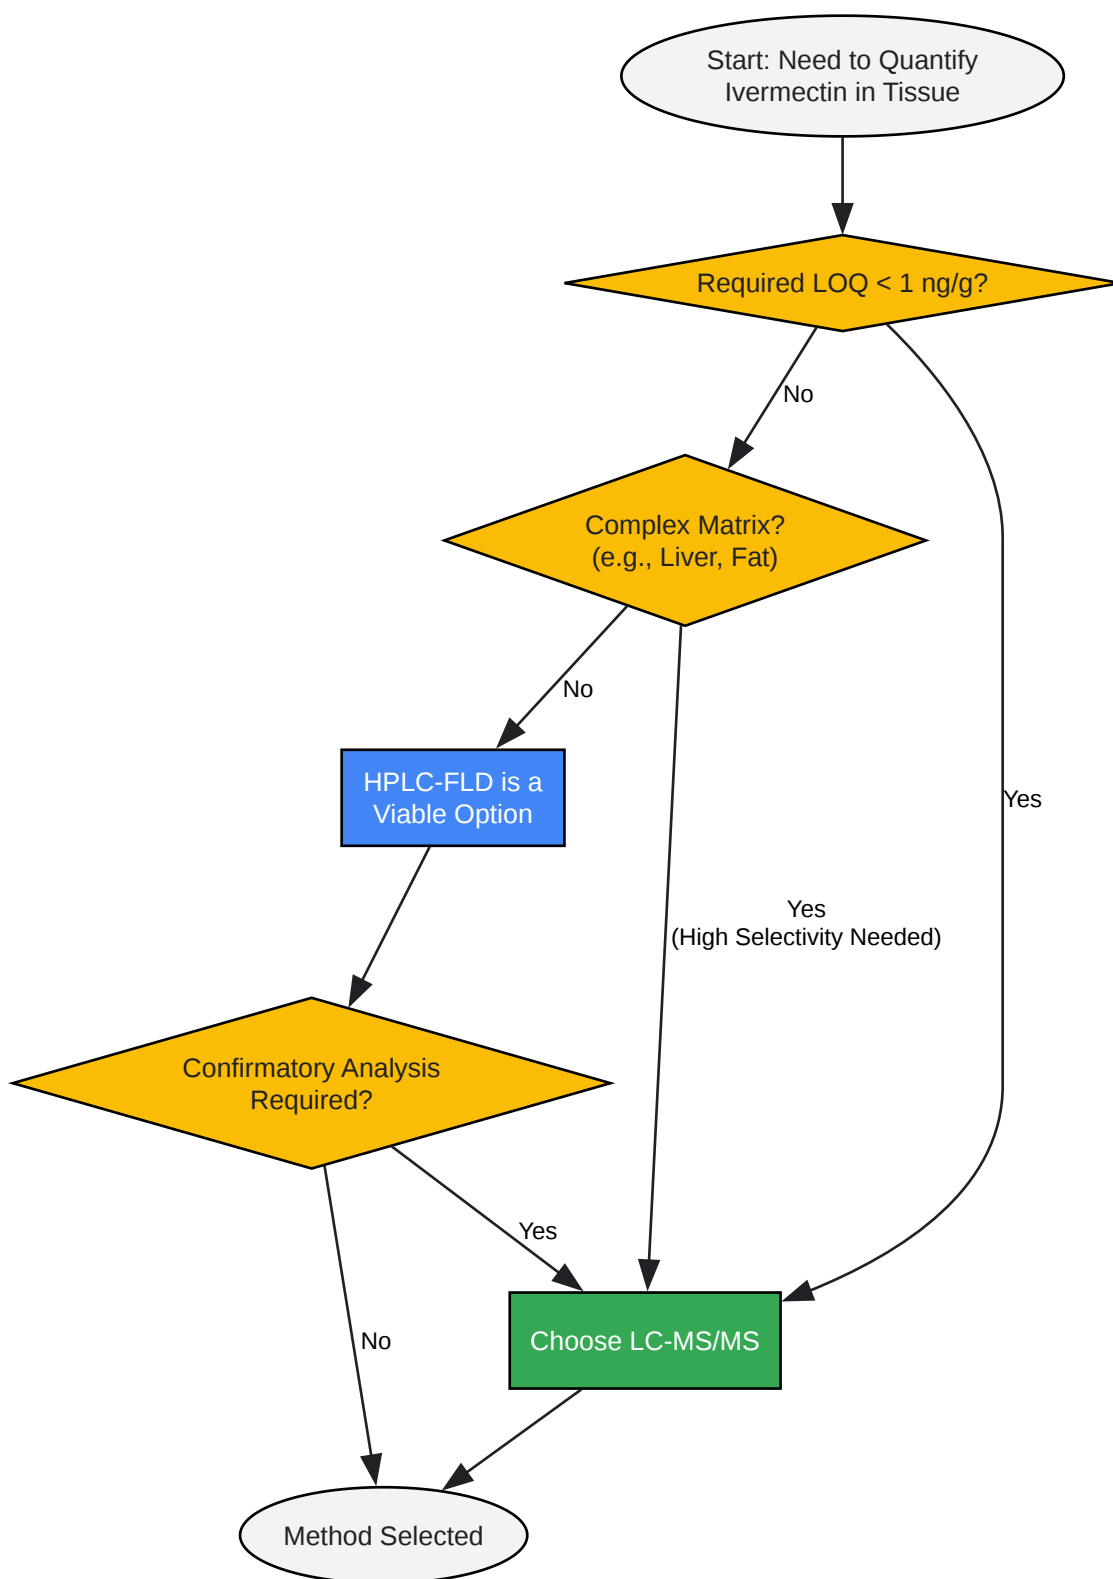 Start: Need to Quantify
Ivermectin in Tissue
Required LOQ < 1 ng/g?
No
Complex Matrix?
(e.g., Liver, Fat)
No
HPLC-FLD is a
Viable Option
Yes
Yes
(High Selectivity Needed)
Confirmatory Analysis
Required?
Yes
No
Choose LC-MS/MS
Method Selected